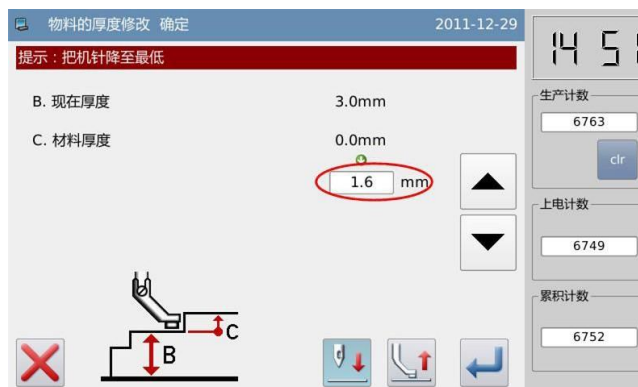 物料的厚度修改 确定 2011-12-29
提示：把机针降至最低
B. 现在厚度 3.0mm
C. 材料厚度 0.0mm
1.6 mm
B
C
14 5
生产计数
6763
clr
上电计数
6749
累积计数
6752